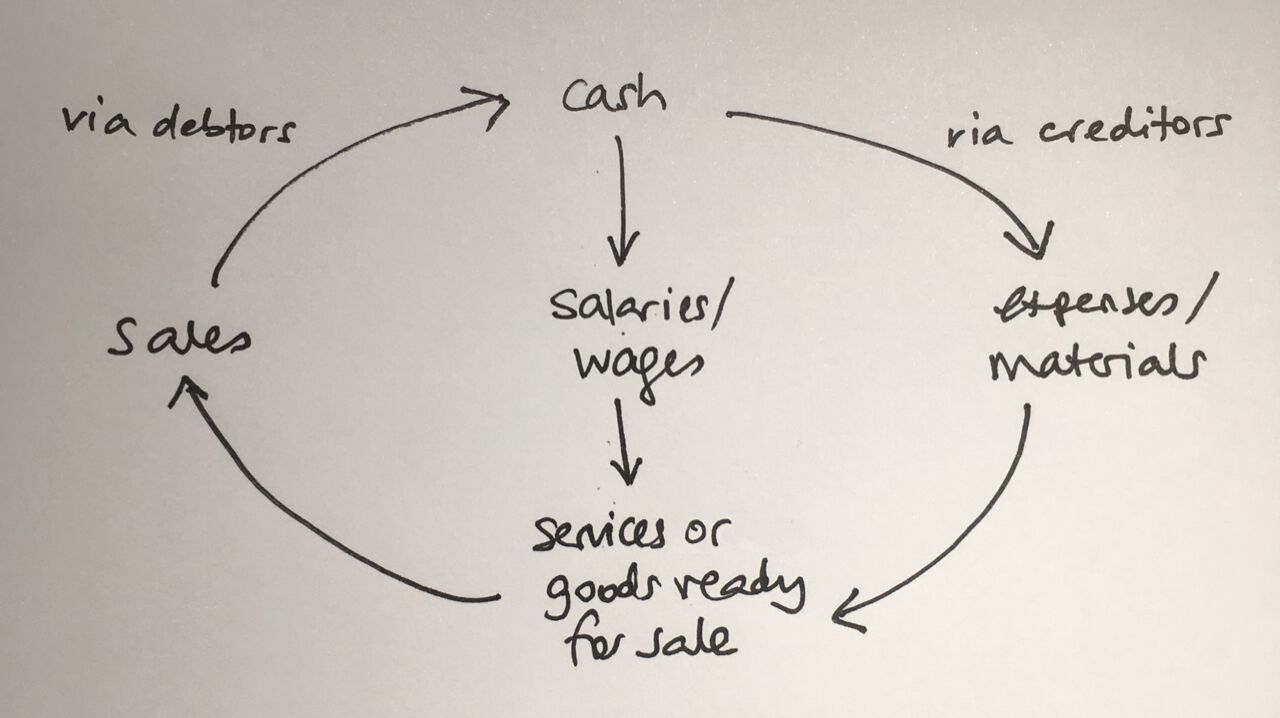 cash
via debtors
via creditors
salaries/
wages
expenses/
materials
sales
services or
goods ready
for sale